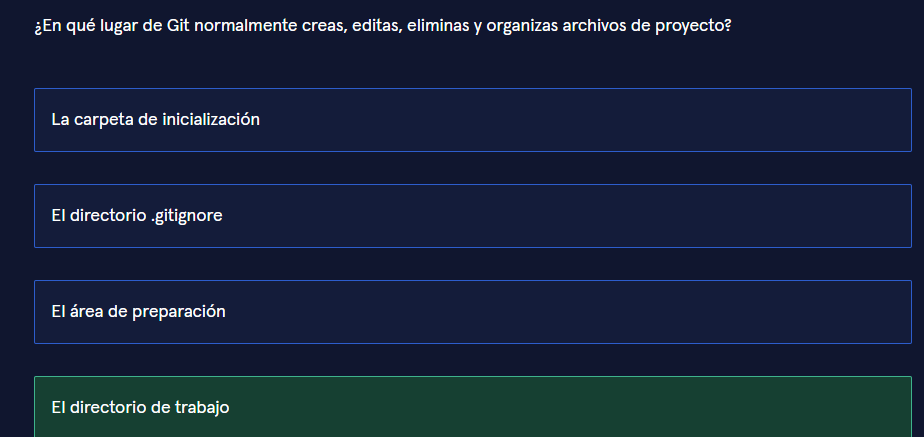 ¿En qué lugar de Git normalmente creas, editas, eliminas y organizas archivos de proyecto?
La carpeta de inicialización
El directorio .gitignore
El área de preparación
El directorio de trabajo